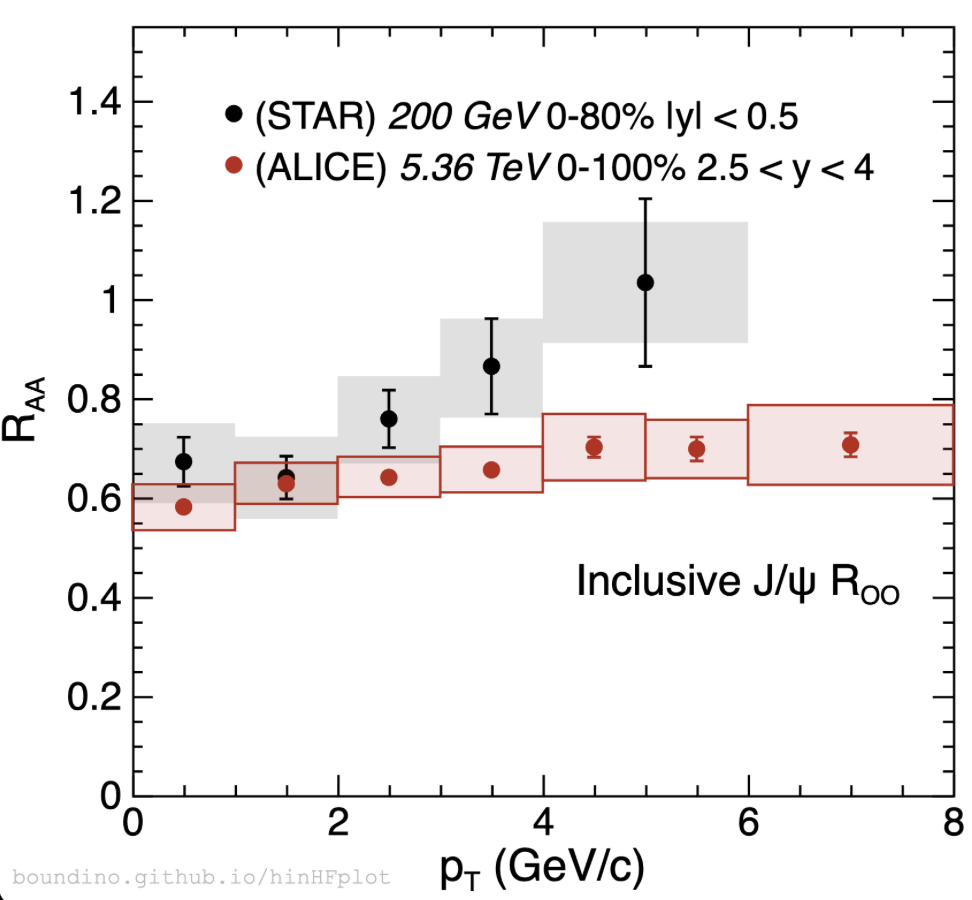 1.4
1.2
1
0.8
0.6
0.4
0.2
0
(STAR) 200 GeV 0-80% |y| < 0.5
(ALICE) 5.36 TeV 0-100% 2.5 < y < 4
R_AA
Inclusive J/ψ R_OO
0 2 4 6 8
p_T (GeV/c)
boundino.github.io/hinHFplot